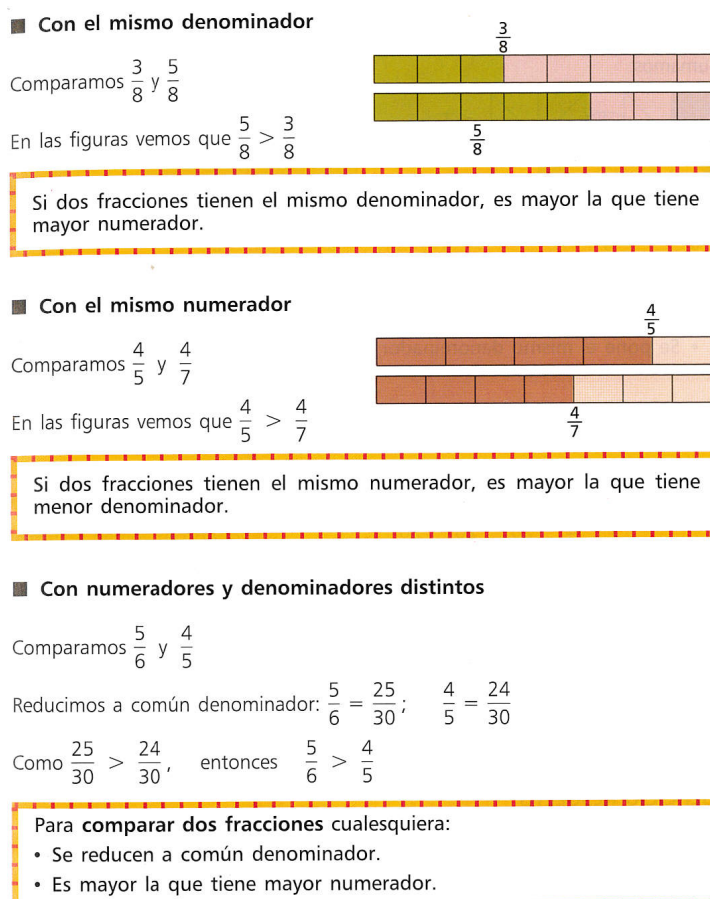 Con el mismo denominador
3/8
Comparamos 3/8 y 5/8
En las figuras vemos que 5/8 > 3/8
5/8
Si dos fracciones tienen el mismo denominador, es mayor la que tiene
mayor numerador.
Con el mismo numerador
4/5
Comparamos 4/5 y 4/7
En las figuras vemos que 4/5 > 4/7
4/7
Si dos fracciones tienen el mismo numerador, es mayor la que tiene
menor denominador.
Con numeradores y denominadores distintos
Comparamos 5/6 y 4/5
Reducimos a común denominador: 5/6 = 25/30; 4/5 = 24/30
Como 25/30 > 24/30, entonces 5/6 > 4/5
Para comparar dos fracciones cualesquiera:
• Se reducen a común denominador.
• Es mayor la que tiene mayor numerador.